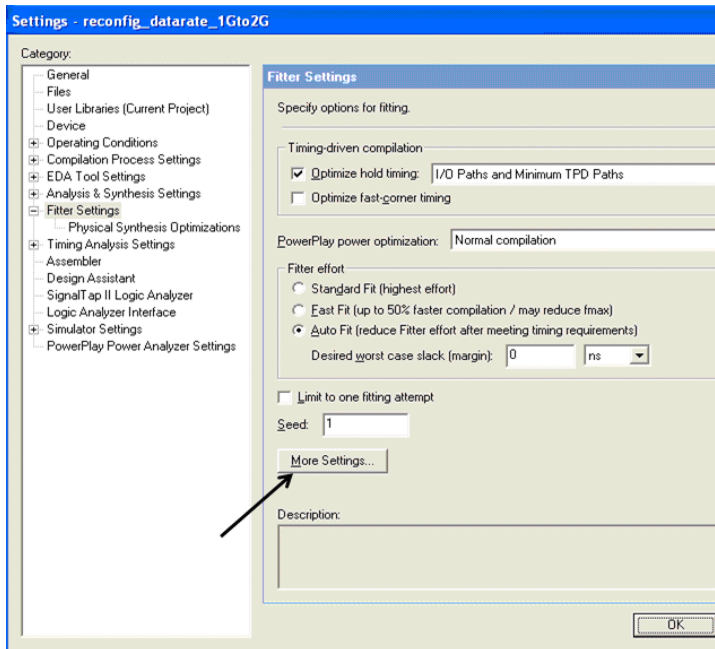 Settings - reconfig_datarate_1Gto2G
Category:
General
Files
User Libraries (Current Project)
Device
Operating Conditions
Compilation Process Settings
EDA Tool Settings
Analysis & Synthesis Settings
Fitter Settings
Physical Synthesis Optimizations
Timing Analysis Settings
Assembler
Design Assistant
SignalTap II Logic Analyzer
Logic Analyzer Interface
Simulator Settings
PowerPlay Power Analyzer Settings
Fitter Settings
Specify options for fitting.
Timing-driven compilation
Optimize hold timing: I/O Paths and Minimum TPD Paths
Optimize fast-corner timing
PowerPlay power optimization: Normal compilation
Fitter effort
Standard Fit (highest effort)
Fast Fit (up to 50% faster compilation / may reduce fmax)
Auto Fit (reduce Fitter effort after meeting timing requirements)
Desired worst case slack (margin): 0 ns
Limit to one fitting attempt
Seed: 1
More Settings...
Description:
OK